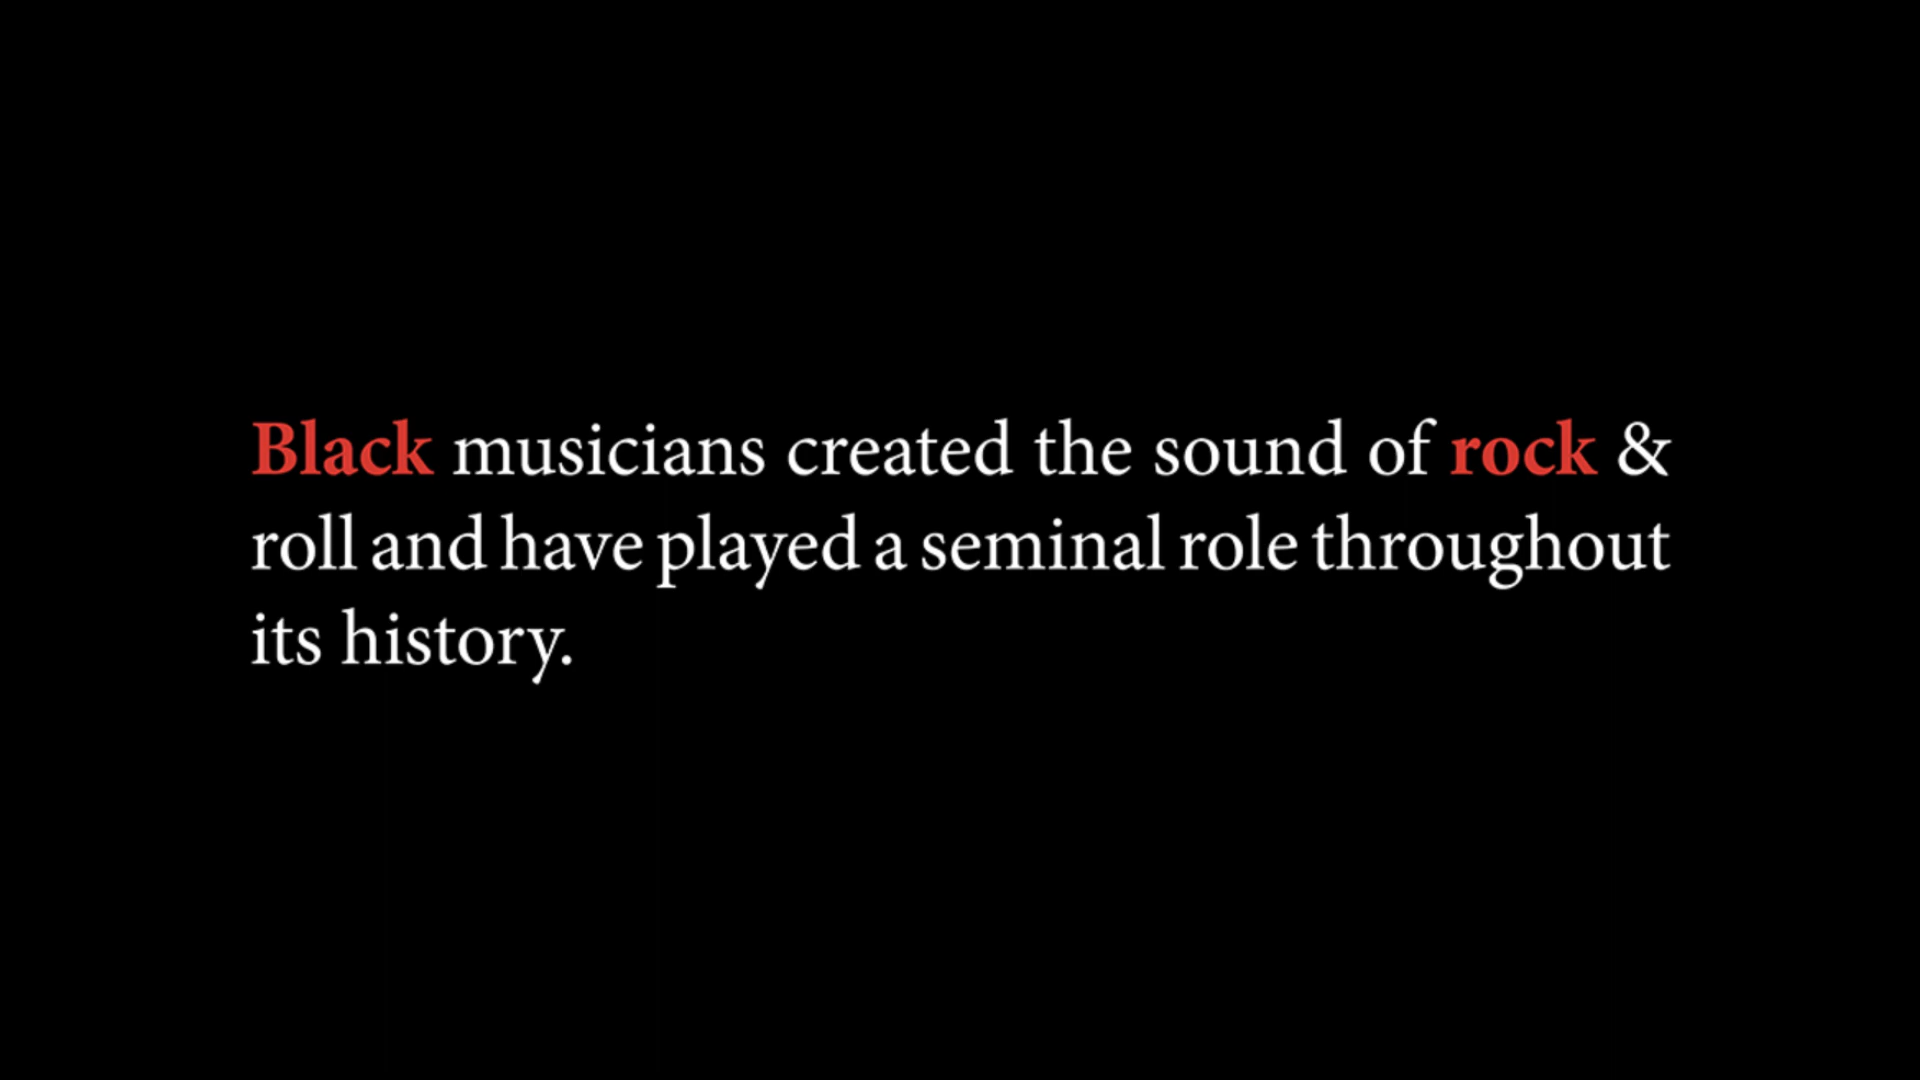 Black musicians created the sound of rock &
roll and have played a seminal role throughout
its history.